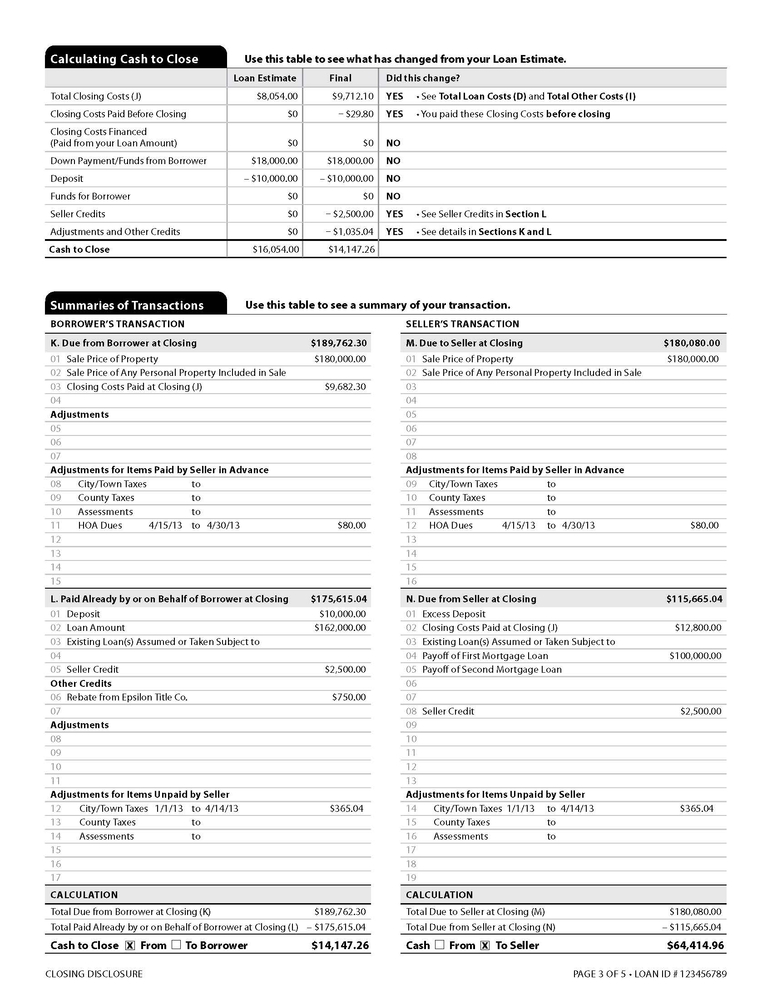 Calculating Cash to Close Use this table to see what has changed from your Loan Estimate.
Loan Estimate Final Did this change?
Total Closing Costs (J) $8,054.00 $9,712.10 YES • See Total Loan Costs (D) and Total Other Costs (I)
Closing Costs Paid Before Closing $0 – $29.80 YES • You paid these Closing Costs before closing
Closing Costs Financed
(Paid from your Loan Amount) $0 $0 NO
Down Payment/Funds from Borrower $18,000.00 $18,000.00 NO
Deposit – $10,000.00 – $10,000.00 NO
Funds for Borrower $0 $0 NO
Seller Credits $0 – $2,500.00 YES • See Seller Credits in Section L
Adjustments and Other Credits $0 – $1,035.04 YES • See details in Sections K and L
Cash to Close $16,054.00 $14,147.26
Summaries of Transactions Use this table to see a summary of your transaction.
BORROWER'S TRANSACTION
K. Due from Borrower at Closing $189,762.30
01 Sale Price of Property $180,000.00
02 Sale Price of Any Personal Property Included in Sale
03 Closing Costs Paid at Closing (J) $9,682.30
04
Adjustments
05
06
07
Adjustments for Items Paid by Seller in Advance
08 City/Town Taxes to
09 County Taxes to
10 Assessments to
11 HOA Dues 4/15/13 to 4/30/13 $80.00
12
13
14
15
L. Paid Already by or on Behalf of Borrower at Closing $175,615.04
01 Deposit $10,000.00
02 Loan Amount $162,000.00
03 Existing Loan(s) Assumed or Taken Subject to
04
05 Seller Credit $2,500.00
Other Credits
06 Rebate from Epsilon Title Co. $750.00
07
Adjustments
08
09
10
11
Adjustments for Items Unpaid by Seller
12 City/Town Taxes 1/1/13 to 4/14/13 $365.04
13 County Taxes to
14 Assessments to
15
16
17
CALCULATION
Total Due from Borrower at Closing (K) $189,762.30
Total Paid Already by or on Behalf of Borrower at Closing (L) – $175,615.04
Cash to Close X From To Borrower $14,147.26
SELLER'S TRANSACTION
M. Due to Seller at Closing $180,080.00
01 Sale Price of Property $180,000.00
02 Sale Price of Any Personal Property Included in Sale
03
04
05
06
07
08
Adjustments for Items Paid by Seller in Advance
09 City/Town Taxes to
10 County Taxes to
11 Assessments to
12 HOA Dues 4/15/13 to 4/30/13 $80.00
13
14
15
16
N. Due from Seller at Closing $115,665.04
01 Excess Deposit
02 Closing Costs Paid at Closing (J) $12,800.00
03 Existing Loan(s) Assumed or Taken Subject to
04 Payoff of First Mortgage Loan $100,000.00
05 Payoff of Second Mortgage Loan
06
07
08 Seller Credit $2,500.00
09
10
11
12
13
Adjustments for Items Unpaid by Seller
14 City/Town Taxes 1/1/13 to 4/14/13 $365.04
15 County Taxes to
16 Assessments to
17
18
19
CALCULATION
Total Due to Seller at Closing (M) $180,080.00
Total Due from Seller at Closing (N) – $115,665.04
Cash From X To Seller $64,414.96
CLOSING DISCLOSURE PAGE 3 OF 5 • LOAN ID # 123456789